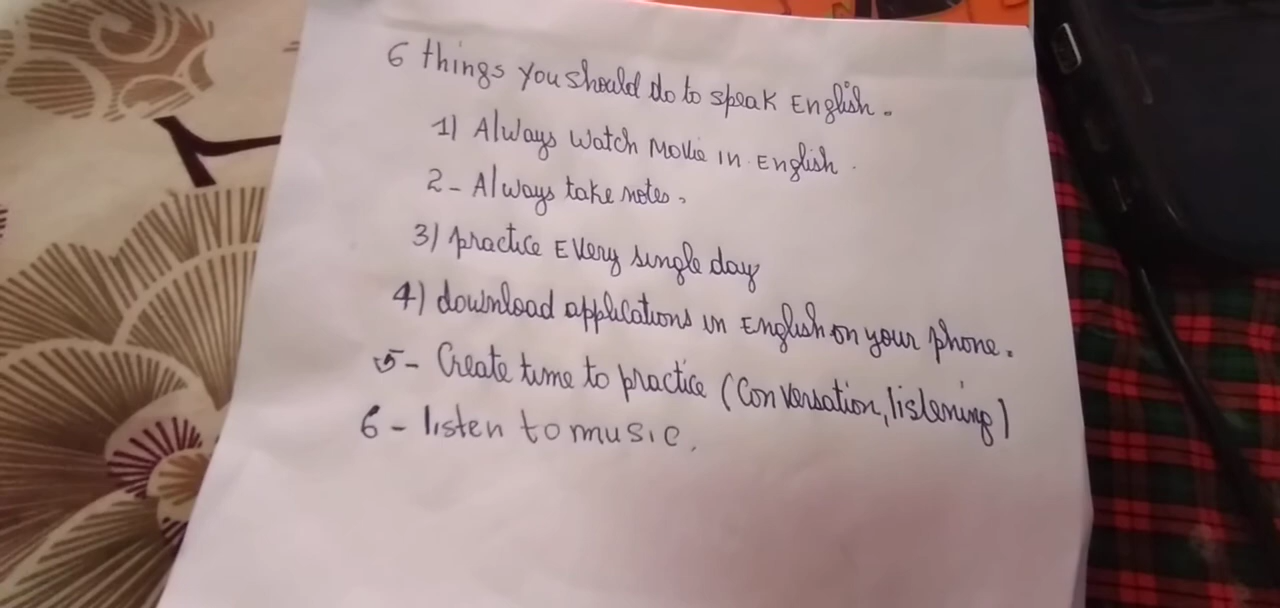 6 things you should do to speak English.
1) Always watch Movie in English.
2- Always take notes.
3) practice Every single day
4) download applications in English on your phone.
5- Create time to practice (Conversation, listening)
6- listen to music.